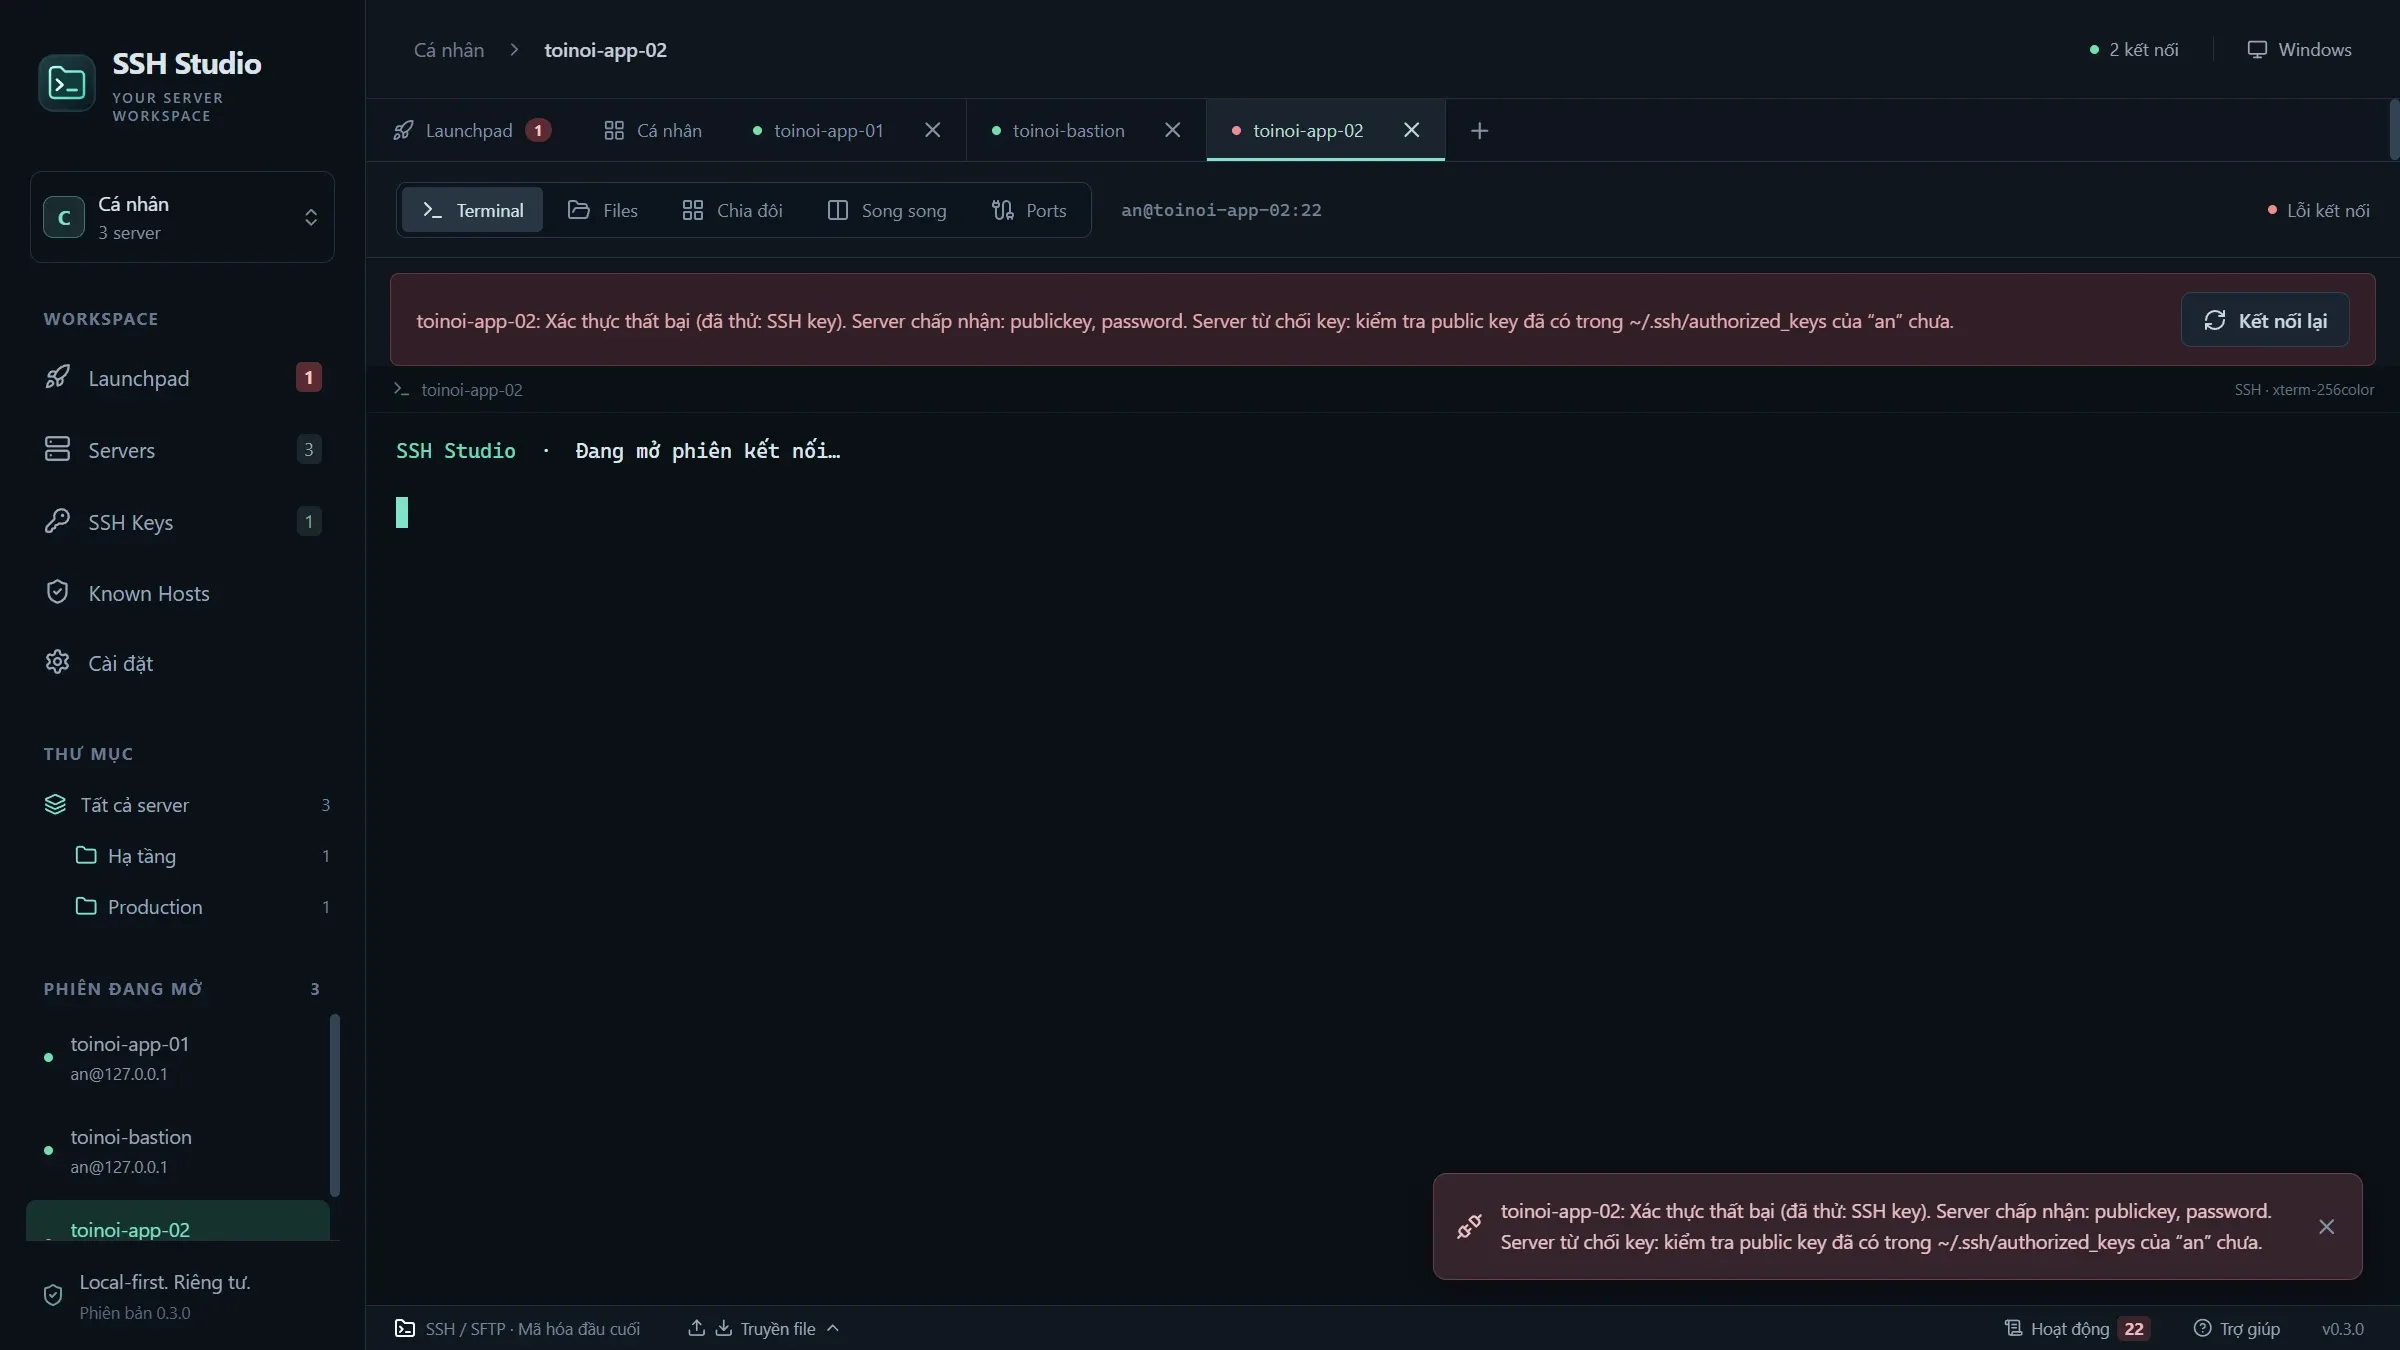 SSH Studio
YOUR SERVER
WORKSPACE
C
Cá nhân
3 server
WORKSPACE
Launchpad 1
Servers 3
SSH Keys 1
Known Hosts
Cài đặt
THƯ MỤC
Tất cả server 3
Hạ tầng 1
Production 1
PHIÊN ĐANG MỞ 3
toinoi-app-01
an@127.0.0.1
toinoi-bastion
an@127.0.0.1
toinoi-app-02
Local-first. Riêng tư.
Phiên bản 0.3.0
Cá nhân > toinoi-app-02
2 kết nối
Windows
Launchpad 1
Cá nhân
toinoi-app-01
toinoi-bastion
toinoi-app-02
Terminal
Files
Chia đôi
Song song
Ports
an@toinoi-app-02:22
Lỗi kết nối
toinoi-app-02: Xác thực thất bại (đã thử: SSH key). Server chấp nhận: publickey, password. Server từ chối key: kiểm tra public key đã có trong ~/.ssh/authorized_keys của “an” chưa.
Kết nối lại
toinoi-app-02
SSH · xterm-256color
SSH Studio · Đang mở phiên kết nối…
toinoi-app-02: Xác thực thất bại (đã thử: SSH key). Server chấp nhận: publickey, password.
Server từ chối key: kiểm tra public key đã có trong ~/.ssh/authorized_keys của “an” chưa.
SSH / SFTP · Mã hóa đầu cuối
Truyền file
Hoạt động 22
Trợ giúp
v0.3.0